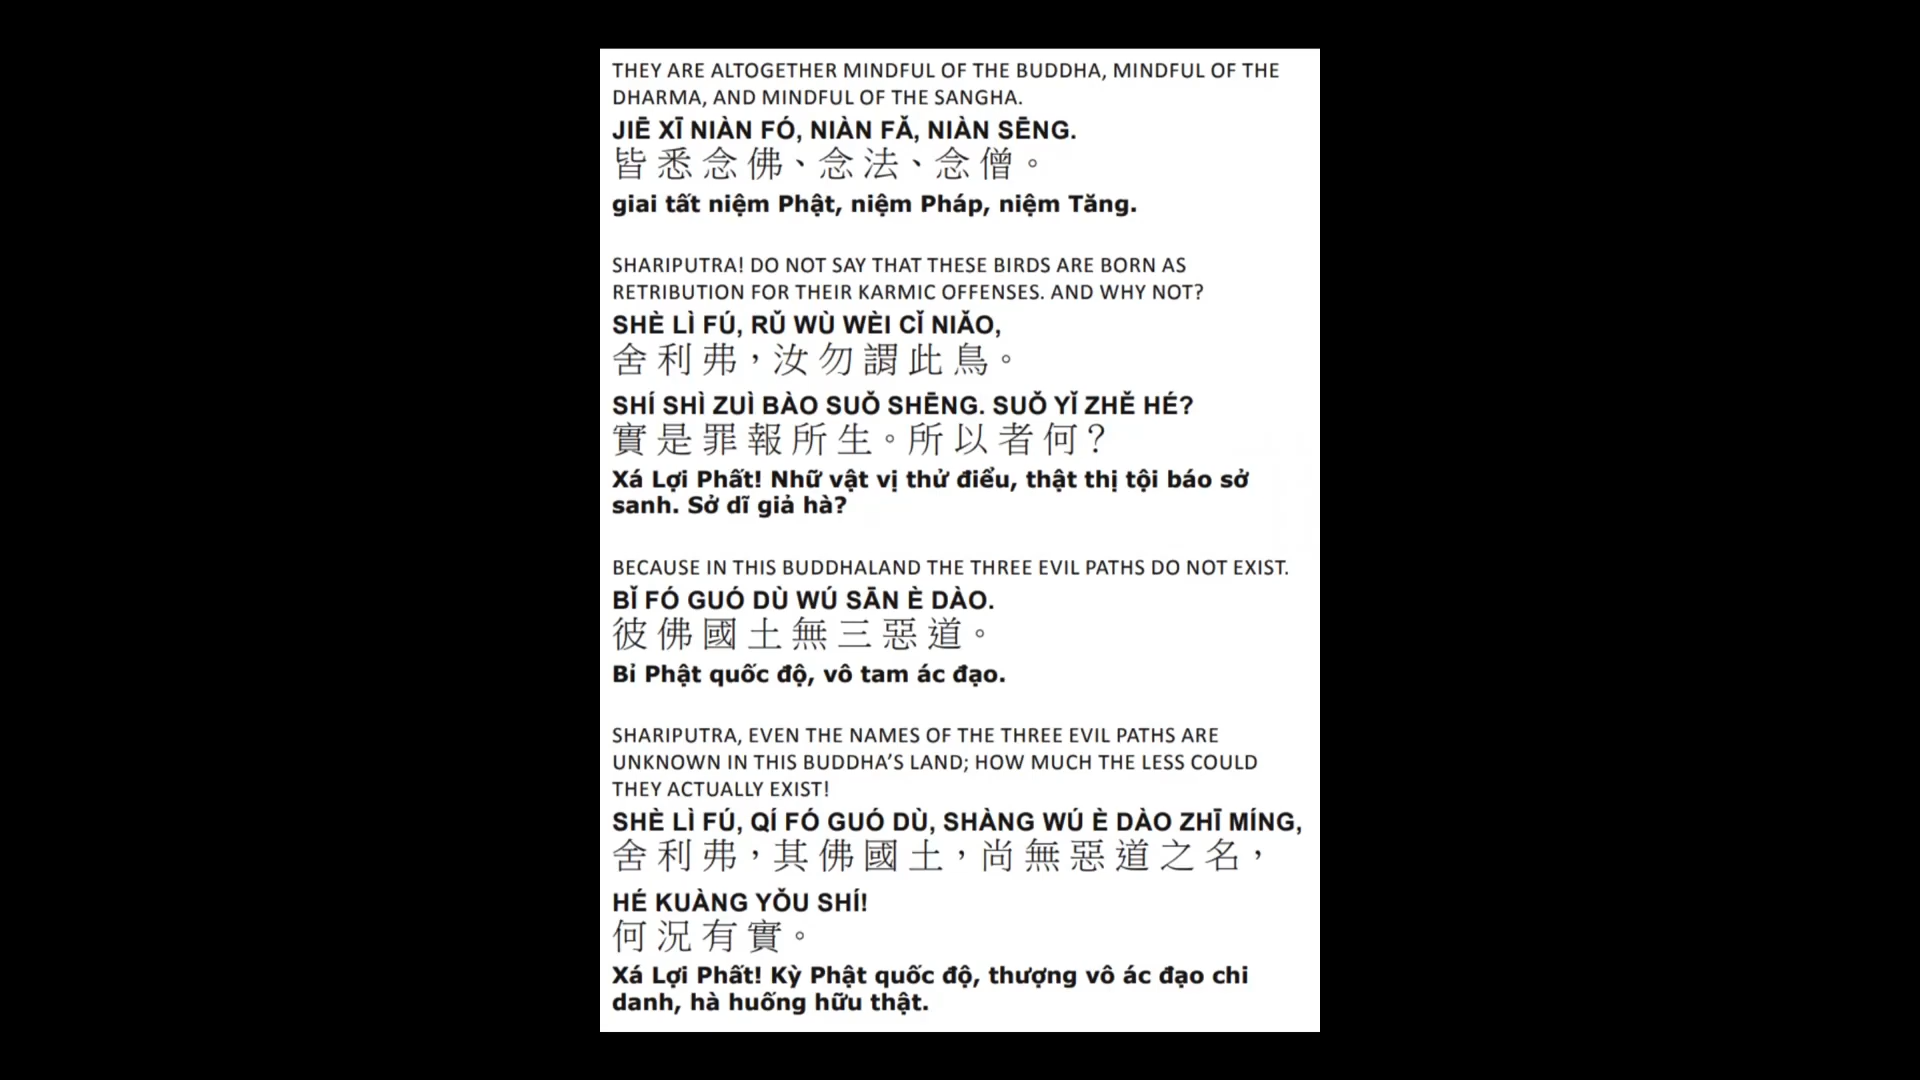 THEY ARE ALTOGETHER MINDFUL OF THE BUDDHA, MINDFUL OF THE
DHARMA, AND MINDFUL OF THE SANGHA.
JIĒ XĪ NIÀN FÓ, NIÀN FǍ, NIÀN SĒNG.
皆悉念佛、念法、念僧。
giai tất niệm Phật, niệm Pháp, niệm Tăng.
SHARIPUTRA! DO NOT SAY THAT THESE BIRDS ARE BORN AS
RETRIBUTION FOR THEIR KARMIC OFFENSES. AND WHY NOT?
SHÈ LÌ FÚ, RǓ WÙ WÈI CǏ NIǍO,
舍利弗，汝勿謂此鳥。
SHÍ SHÌ ZUÌ BÀO SUǑ SHĒNG. SUǑ YǏ ZHĚ HÉ?
實是罪報所生。所以者何？
Xá Lợi Phất! Nhữ vật vị thử điểu, thật thị tội báo sở
sanh. Sở dĩ giả hà?
BECAUSE IN THIS BUDDHALAND THE THREE EVIL PATHS DO NOT EXIST.
BǏ FÓ GUÓ DÙ WÚ SĀN È DÀO.
彼佛國土無三惡道。
Bỉ Phật quốc độ, vô tam ác đạo.
SHARIPUTRA, EVEN THE NAMES OF THE THREE EVIL PATHS ARE
UNKNOWN IN THIS BUDDHA’S LAND; HOW MUCH THE LESS COULD
THEY ACTUALLY EXIST!
SHÈ LÌ FÚ, QÍ FÓ GUÓ DÙ, SHÀNG WÚ È DÀO ZHĪ MÍNG,
舍利弗，其佛國土，尚無惡道之名，
HÉ KUÀNG YǑU SHÍ!
何況有實。
Xá Lợi Phất! Kỳ Phật quốc độ, thượng vô ác đạo chi
danh, hà huống hữu thật.